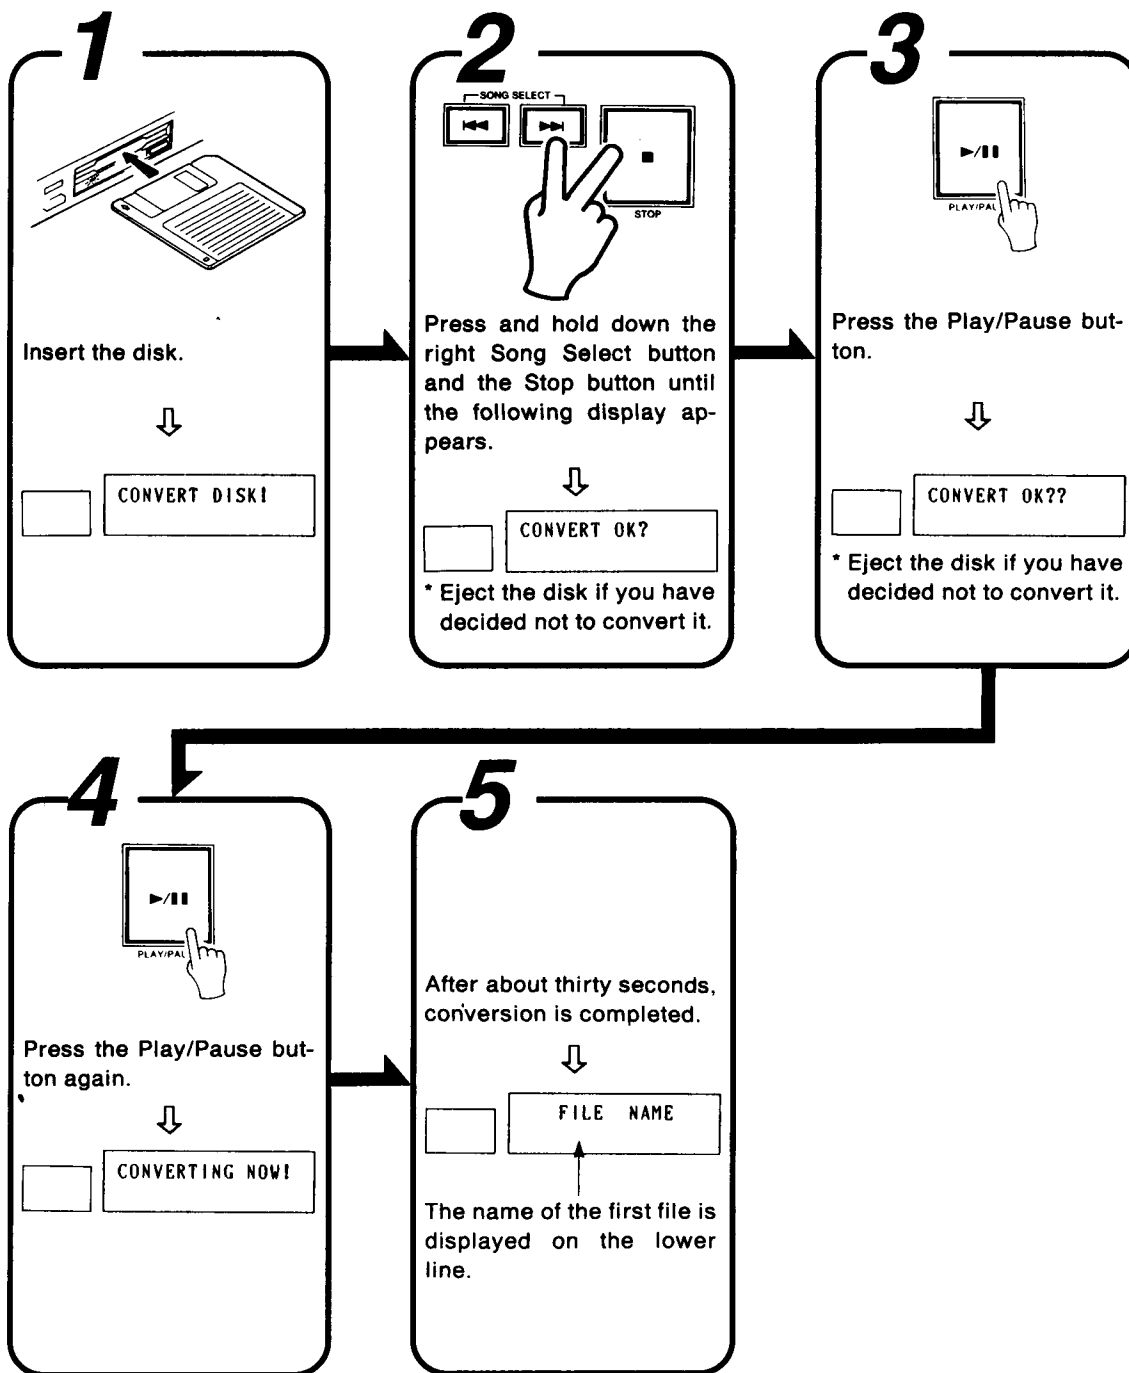 1
Insert the disk.
CONVERT DISK!
2
SONG SELECT
STOP
Press and hold down the
right Song Select button
and the Stop button until
the following display ap-
pears.
CONVERT OK?
* Eject the disk if you have
decided not to convert it.
3
PLAY/PAU
Press the Play/Pause but-
ton.
CONVERT OK??
* Eject the disk if you have
decided not to convert it.
4
PLAY/PAU
Press the Play/Pause but-
ton again.
CONVERTING NOW!
5
After about thirty seconds,
conversion is completed.
FILE NAME
The name of the first file is
displayed on the lower
line.